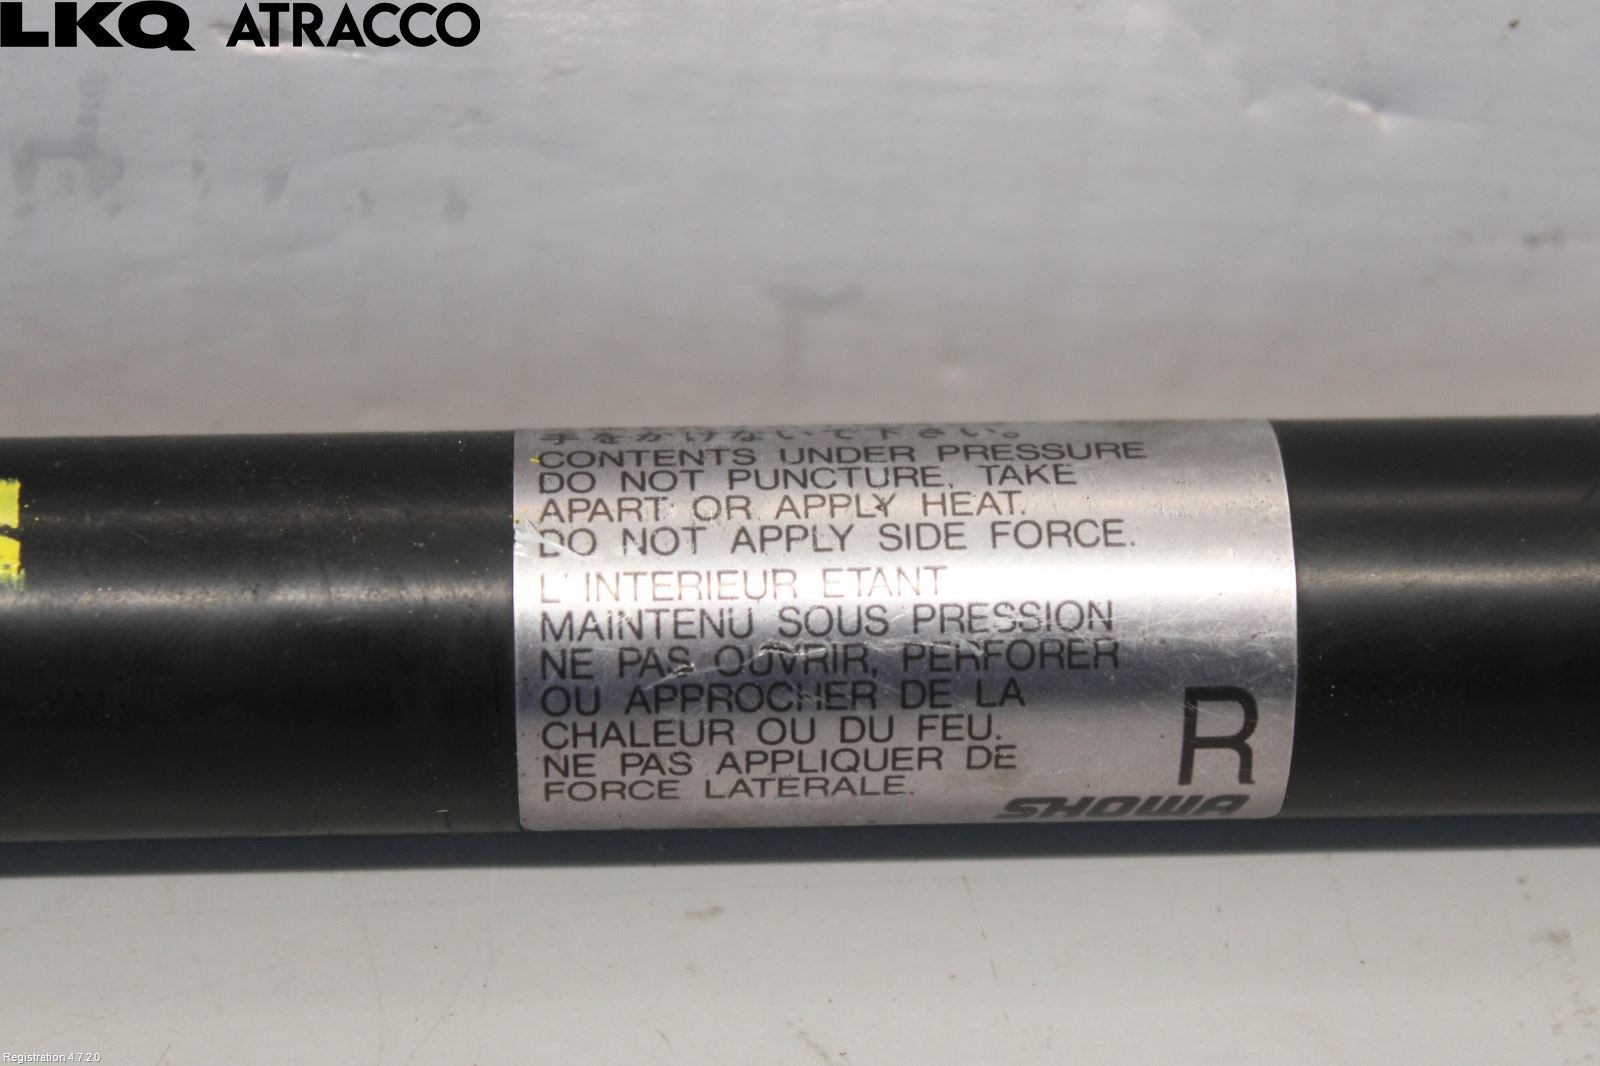 LKQ ATRACCO
手をかけないで下さい。
CONTENTS UNDER PRESSURE
DO NOT PUNCTURE, TAKE
APART OR APPLY HEAT.
DO NOT APPLY SIDE FORCE.
L'INTERIEUR ETANT
MAINTENU SOUS PRESSION
NE PAS OUVRIR, PERFORER
OU APPROCHER DE LA
CHALEUR OU DU FEU.
NE PAS APPLIQUER DE
FORCE LATERALE.
R
SHOWA
Registration 4.7.2.0